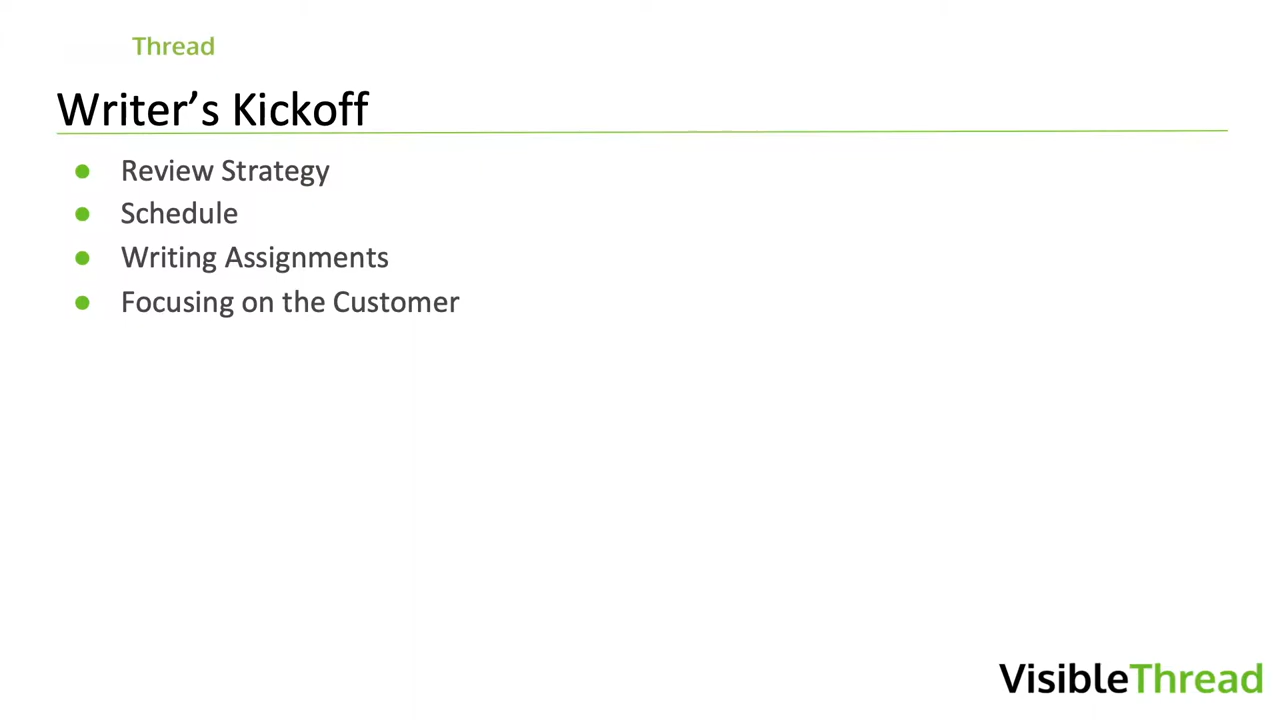 Thread
Writer’s Kickoff
Review Strategy
Schedule
Writing Assignments
Focusing on the Customer
VisibleThread